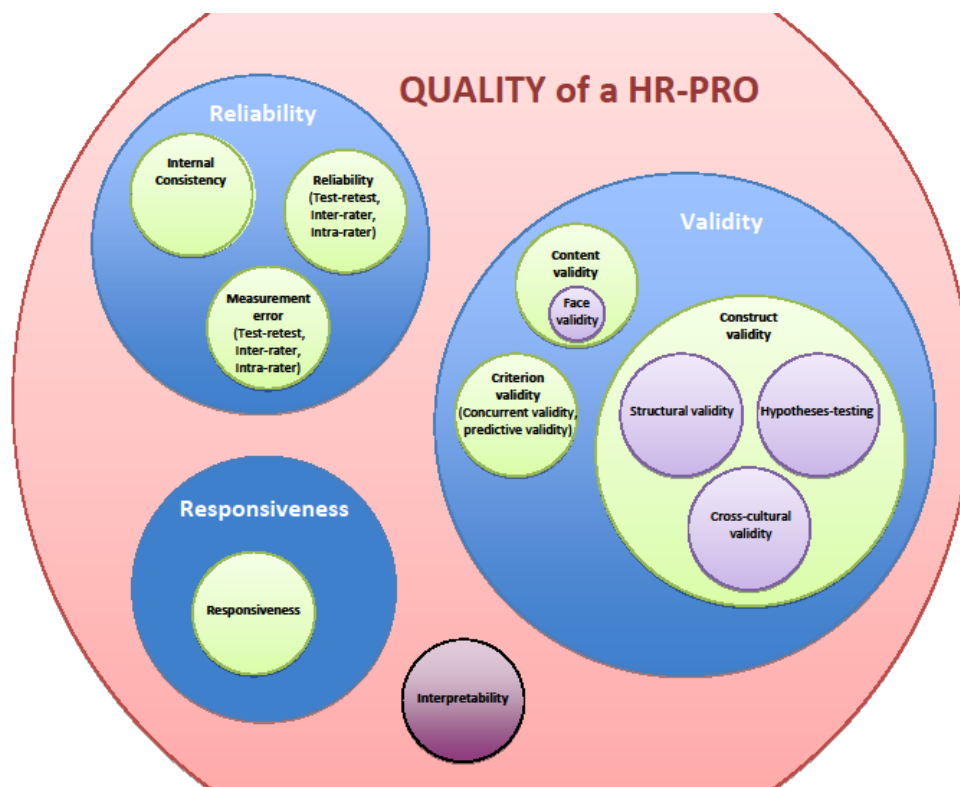 QUALITY of a HR-PRO
Reliability
Internal
Consistency
Reliability
(Test-retest,
Inter-rater,
Intra-rater)
Measurement
error
(Test-retest,
Inter-rater,
Intra-rater)
Validity
Content
validity
Face
validity
Criterion
validity
(Concurrent validity,
predictive validity)
Construct
validity
Structural validity
Hypotheses-testing
Cross-cultural
validity
Responsiveness
Responsiveness
Interpretability